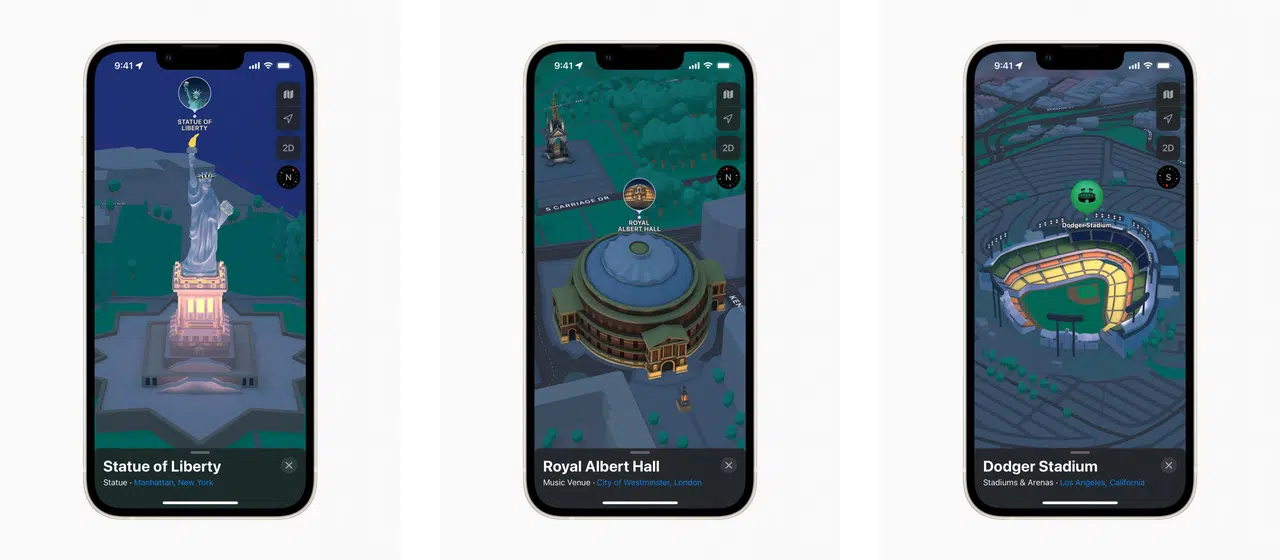 9:41
STATUE OF
LIBERTY
2D
N
Statue of Liberty
Statue · Manhattan, New York
9:41
2D
N
S CARRIAGE DR
ROYAL
ALBERT HALL
KEN
Royal Albert Hall
Music Venue · City of Westminster, London
9:41
2D
S
Dodger Stadium
Dodger Stadium
Stadiums & Arenas · Los Angeles, California